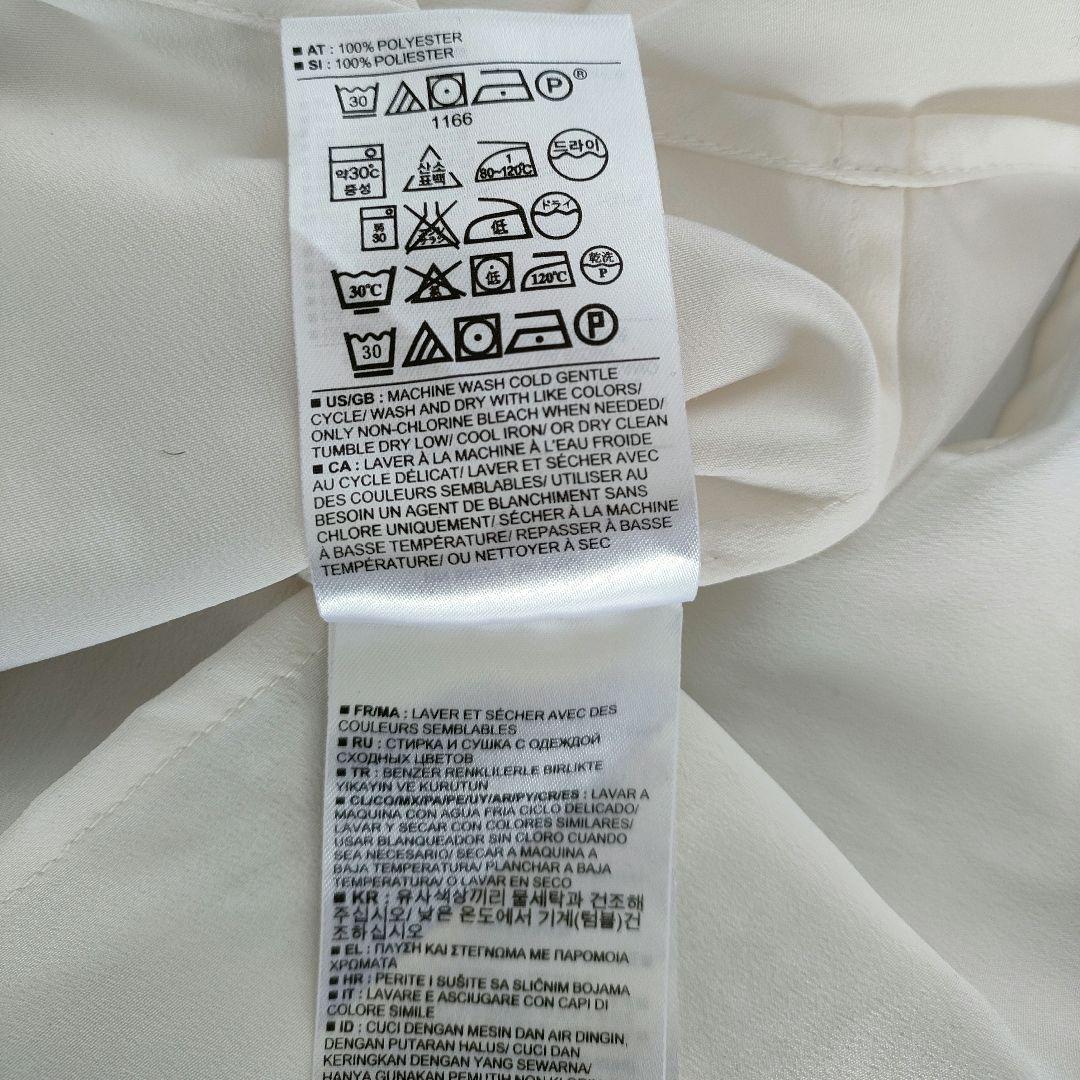 ■ AT : 100% POLYESTER
■ SI : 100% POLIESTER
30 P ®
1166
약30℃ 중성 산소 표백 1 80~120℃ 드라이
30 低 ドライ
30℃ 低 120℃ 乾洗 P
30 P
■ US/GB : MACHINE WASH COLD GENTLE
CYCLE/ WASH AND DRY WITH LIKE COLORS/
ONLY NON-CHLORINE BLEACH WHEN NEEDED/
TUMBLE DRY LOW/ COOL IRON/ OR DRY CLEAN
■ CA : LAVER À LA MACHINE À L'EAU FROIDE
AU CYCLE DÉLICAT/ LAVER ET SÉCHER AVEC
DES COULEURS SEMBLABLES/ UTILISER AU
BESOIN UN AGENT DE BLANCHIMENT SANS
CHLORE UNIQUEMENT/ SÉCHER À LA MACHINE
À BASSE TEMPÉRATURE/ REPASSER À BASSE
TEMPÉRATURE/ OU NETTOYER À SEC
■ FR/MA : LAVER ET SÉCHER AVEC DES
COULEURS SEMBLABLES
■ RU : СТИРКА И СУШКА С ОДЕЖДОЙ
СХОДНЫХ ЦВЕТОВ
■ TR : BENZER RENKLILERLE BIRLIKTE
YIKAYIN VE KURUTUN
■ CL/CO/MX/PA/PE/UY/AR/PY/CR/ES : LAVAR A
MAQUINA CON AGUA FRIA CICLO DELICADO/
LAVAR Y SECAR CON COLORES SIMILARES/
USAR BLANQUEADOR SIN CLORO CUANDO
SEA NECESARIO/ SECAR A MAQUINA A
BAJA TEMPERATURA/ PLANCHAR A BAJA
TEMPERATURA/ O LAVAR EN SECO
■ KR : 유사색상끼리 물세탁과 건조해
주십시오/ 낮은 온도에서 기계(텀블)건
조하십시오
■ EL : ΠΛΥΣΗ ΚΑΙ ΣΤΕΓΝΩΜΑ ΜΕ ΠΑΡΟΜΟΙΑ
ΧΡΩΜΑΤΑ
■ HR : PERITE I SUŠITE SA SLIČNIM BOJAMA
■ IT : LAVARE E ASCIUGARE CON CAPI DI
COLORE SIMILE
■ ID : CUCI DENGAN MESIN DAN AIR DINGIN,
DENGAN PUTARAN HALUS/ CUCI DAN
KERINGKAN DENGAN YANG SEWARNA/
HANYA GUNAKAN PEMUTIH NON